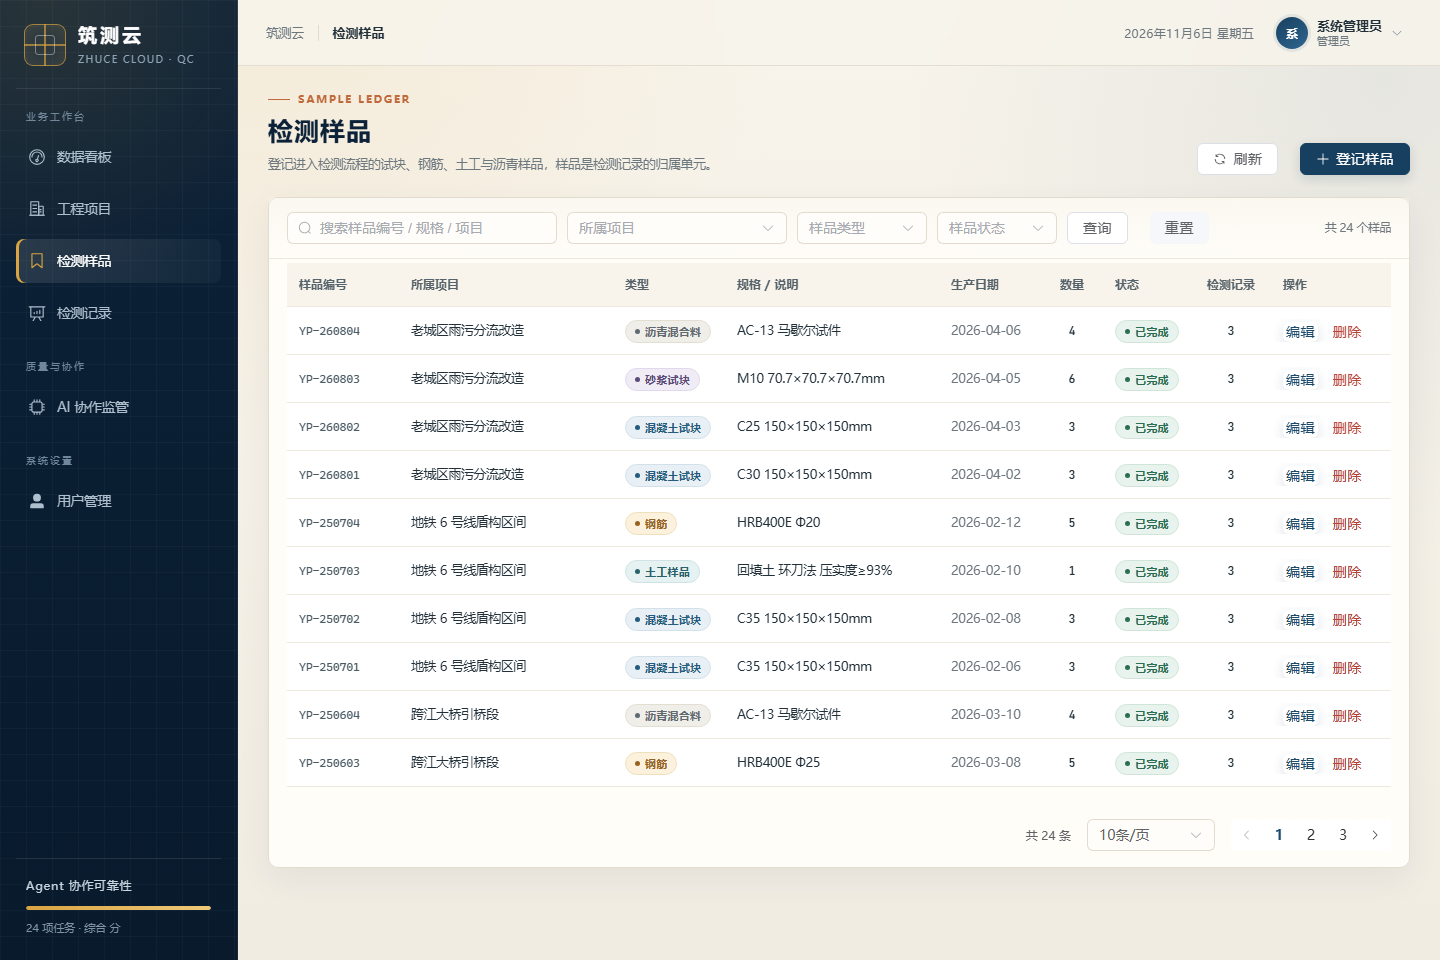 筑测云
ZHUCE CLOUD · QC
业务工作台
数据看板
工程项目
检测样品
检测记录
质量与协作
AI 协作监管
系统设置
用户管理
Agent 协作可靠性
24 项任务 · 综合 分
筑测云 检测样品
2026年11月6日 星期五
系
系统管理员
管理员
SAMPLE LEDGER
检测样品
登记进入检测流程的试块、钢筋、土工与沥青样品，样品是检测记录的归属单元。
刷新
登记样品
搜索样品编号 / 规格 / 项目 所属项目 样品类型 样品状态 查询 重置 共 24 个样品
样品编号 所属项目 类型 规格 / 说明 生产日期 数量 状态 检测记录 操作
YP-260804 老城区雨污分流改造 沥青混合料 AC-13 马歇尔试件 2026-04-06 4 已完成 3 编辑 删除
YP-260803 老城区雨污分流改造 砂浆试块 M10 70.7×70.7×70.7mm 2026-04-05 6 已完成 3 编辑 删除
YP-260802 老城区雨污分流改造 混凝土试块 C25 150×150×150mm 2026-04-03 3 已完成 3 编辑 删除
YP-260801 老城区雨污分流改造 混凝土试块 C30 150×150×150mm 2026-04-02 3 已完成 3 编辑 删除
YP-250704 地铁 6 号线盾构区间 钢筋 HRB400E Φ20 2026-02-12 5 已完成 3 编辑 删除
YP-250703 地铁 6 号线盾构区间 土工样品 回填土 环刀法 压实度≥93% 2026-02-10 1 已完成 3 编辑 删除
YP-250702 地铁 6 号线盾构区间 混凝土试块 C35 150×150×150mm 2026-02-08 3 已完成 3 编辑 删除
YP-250701 地铁 6 号线盾构区间 混凝土试块 C35 150×150×150mm 2026-02-06 3 已完成 3 编辑 删除
YP-250604 跨江大桥引桥段 沥青混合料 AC-13 马歇尔试件 2026-03-10 4 已完成 3 编辑 删除
YP-250603 跨江大桥引桥段 钢筋 HRB400E Φ25 2026-03-08 5 已完成 3 编辑 删除
共 24 条 10条/页 1 2 3